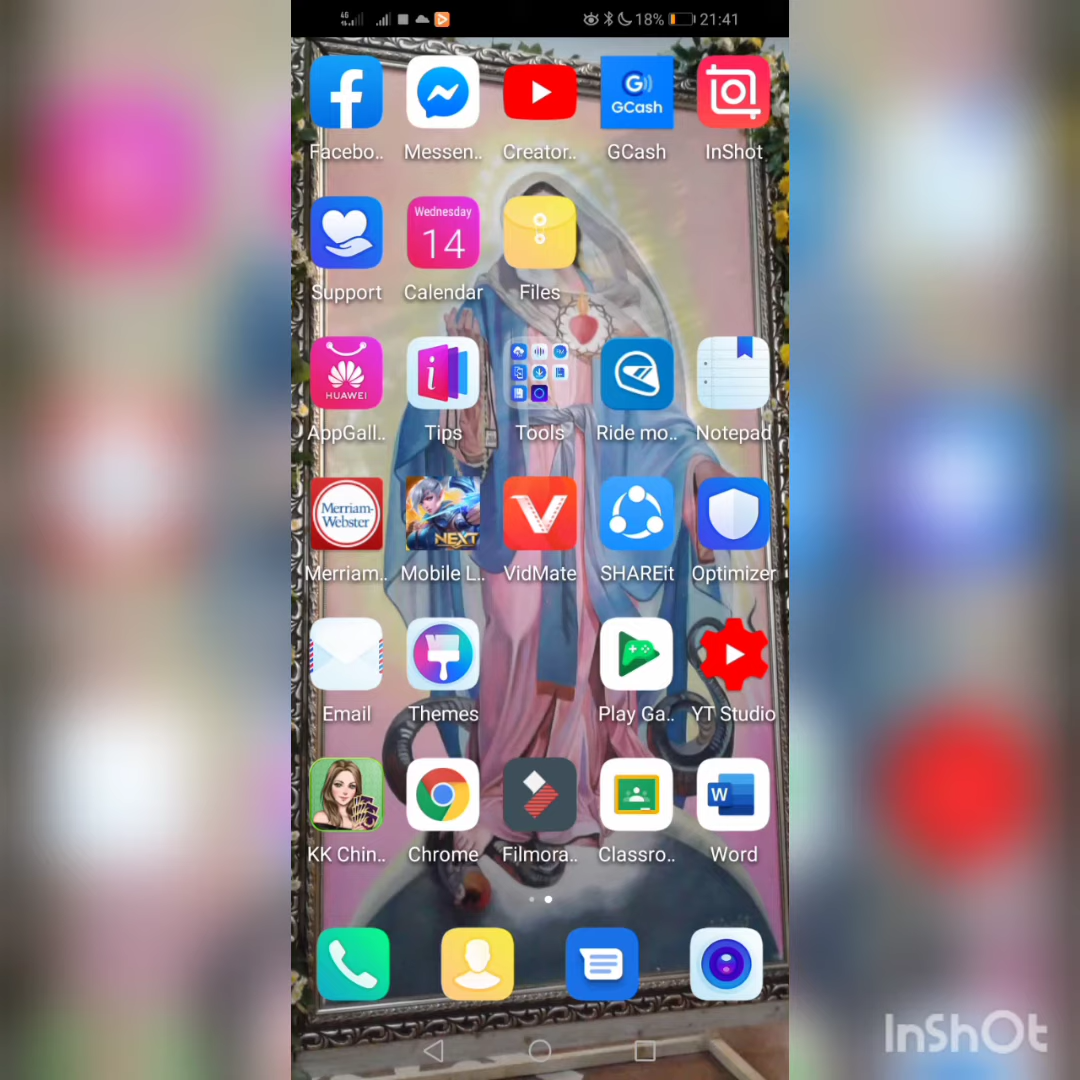 4G 18% 21:41
G
GCash
Facebo.. Messen.. Creator.. GCash InShot
Wednesday
14
Support Calendar Files
HUAWEI
i
AppGall.. Tips Tools Ride mo.. Notepad
Merriam-
Webster
NEXT
Merriam.. Mobile L.. VidMate SHAREit Optimizer
Email Themes Play Ga.. YT Studio
W
KK Chin.. Chrome Filmora.. Classro.. Word
InShOt